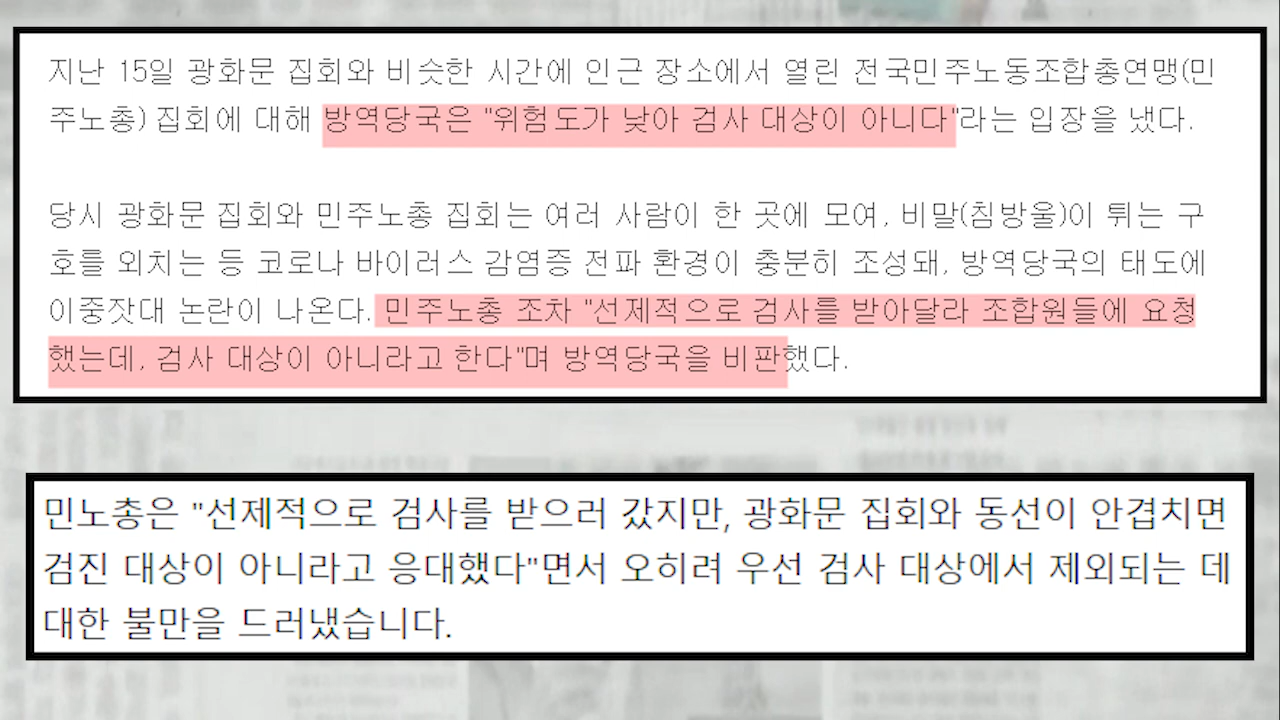 지난 15일 광화문 집회와 비슷한 시간에 인근 장소에서 열린 전국민주노동조합총연맹(민
주노총) 집회에 대해 방역당국은 "위험도가 낮아 검사 대상이 아니다"라는 입장을 냈다.
당시 광화문 집회와 민주노총 집회는 여러 사람이 한 곳에 모여, 비말(침방울)이 튀는 구
호를 외치는 등 코로나 바이러스 감염증 전파 환경이 충분히 조성돼, 방역당국의 태도에
이중잣대 논란이 나온다. 민주노총 조차 "선제적으로 검사를 받아달라 조합원들에 요청
했는데, 검사 대상이 아니라고 한다"며 방역당국을 비판했다.
민노총은 "선제적으로 검사를 받으러 갔지만, 광화문 집회와 동선이 안겹치면
검진 대상이 아니라고 응대했다"면서 오히려 우선 검사 대상에서 제외되는 데
대한 불만을 드러냈습니다.